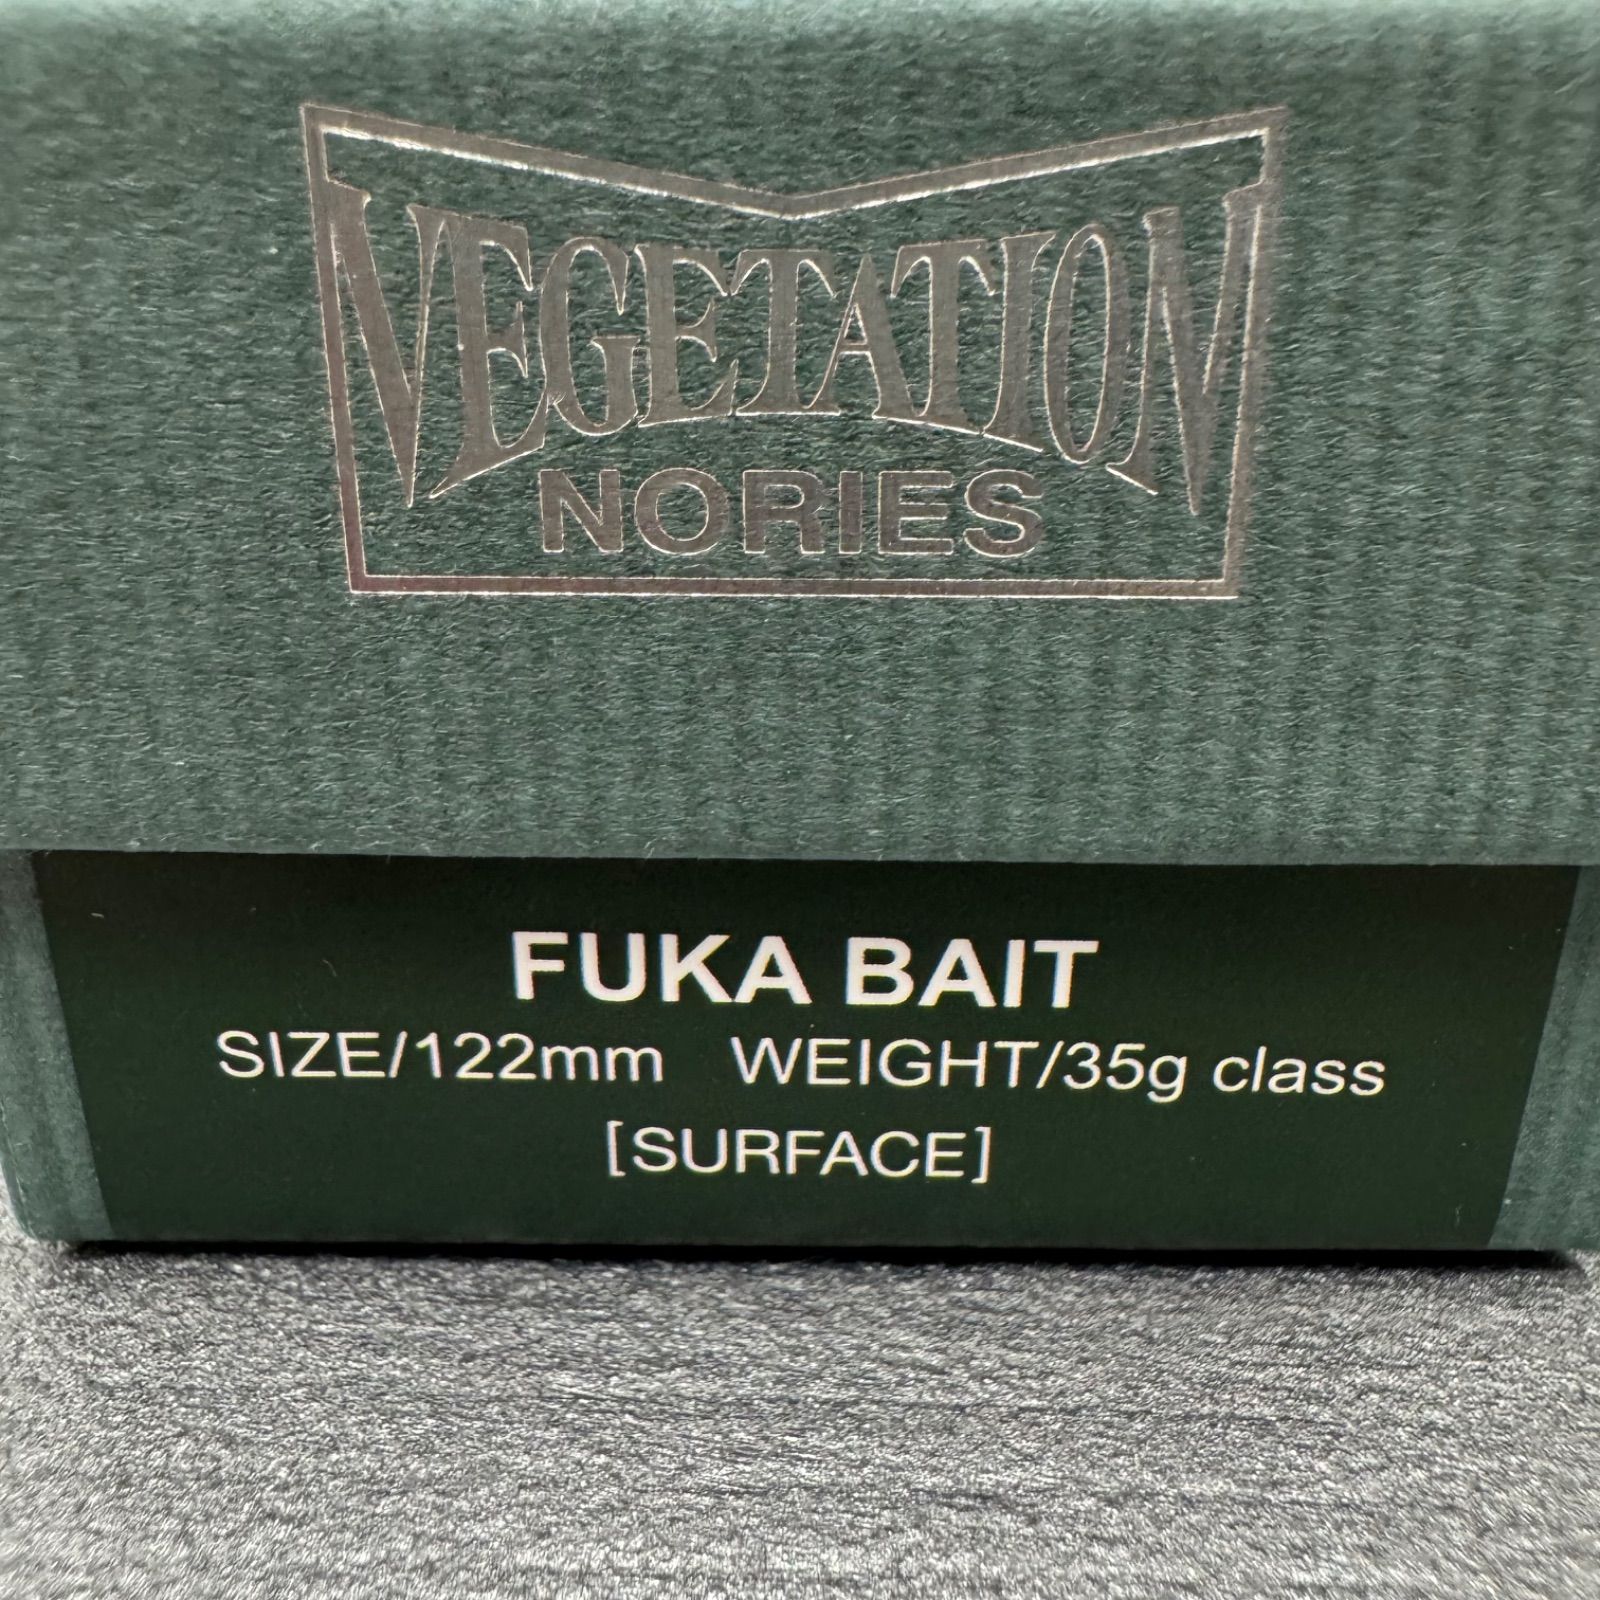 VEGETATION
NORIES
FUKA BAIT
SIZE/122mm WEIGHT/35g class
[SURFACE]